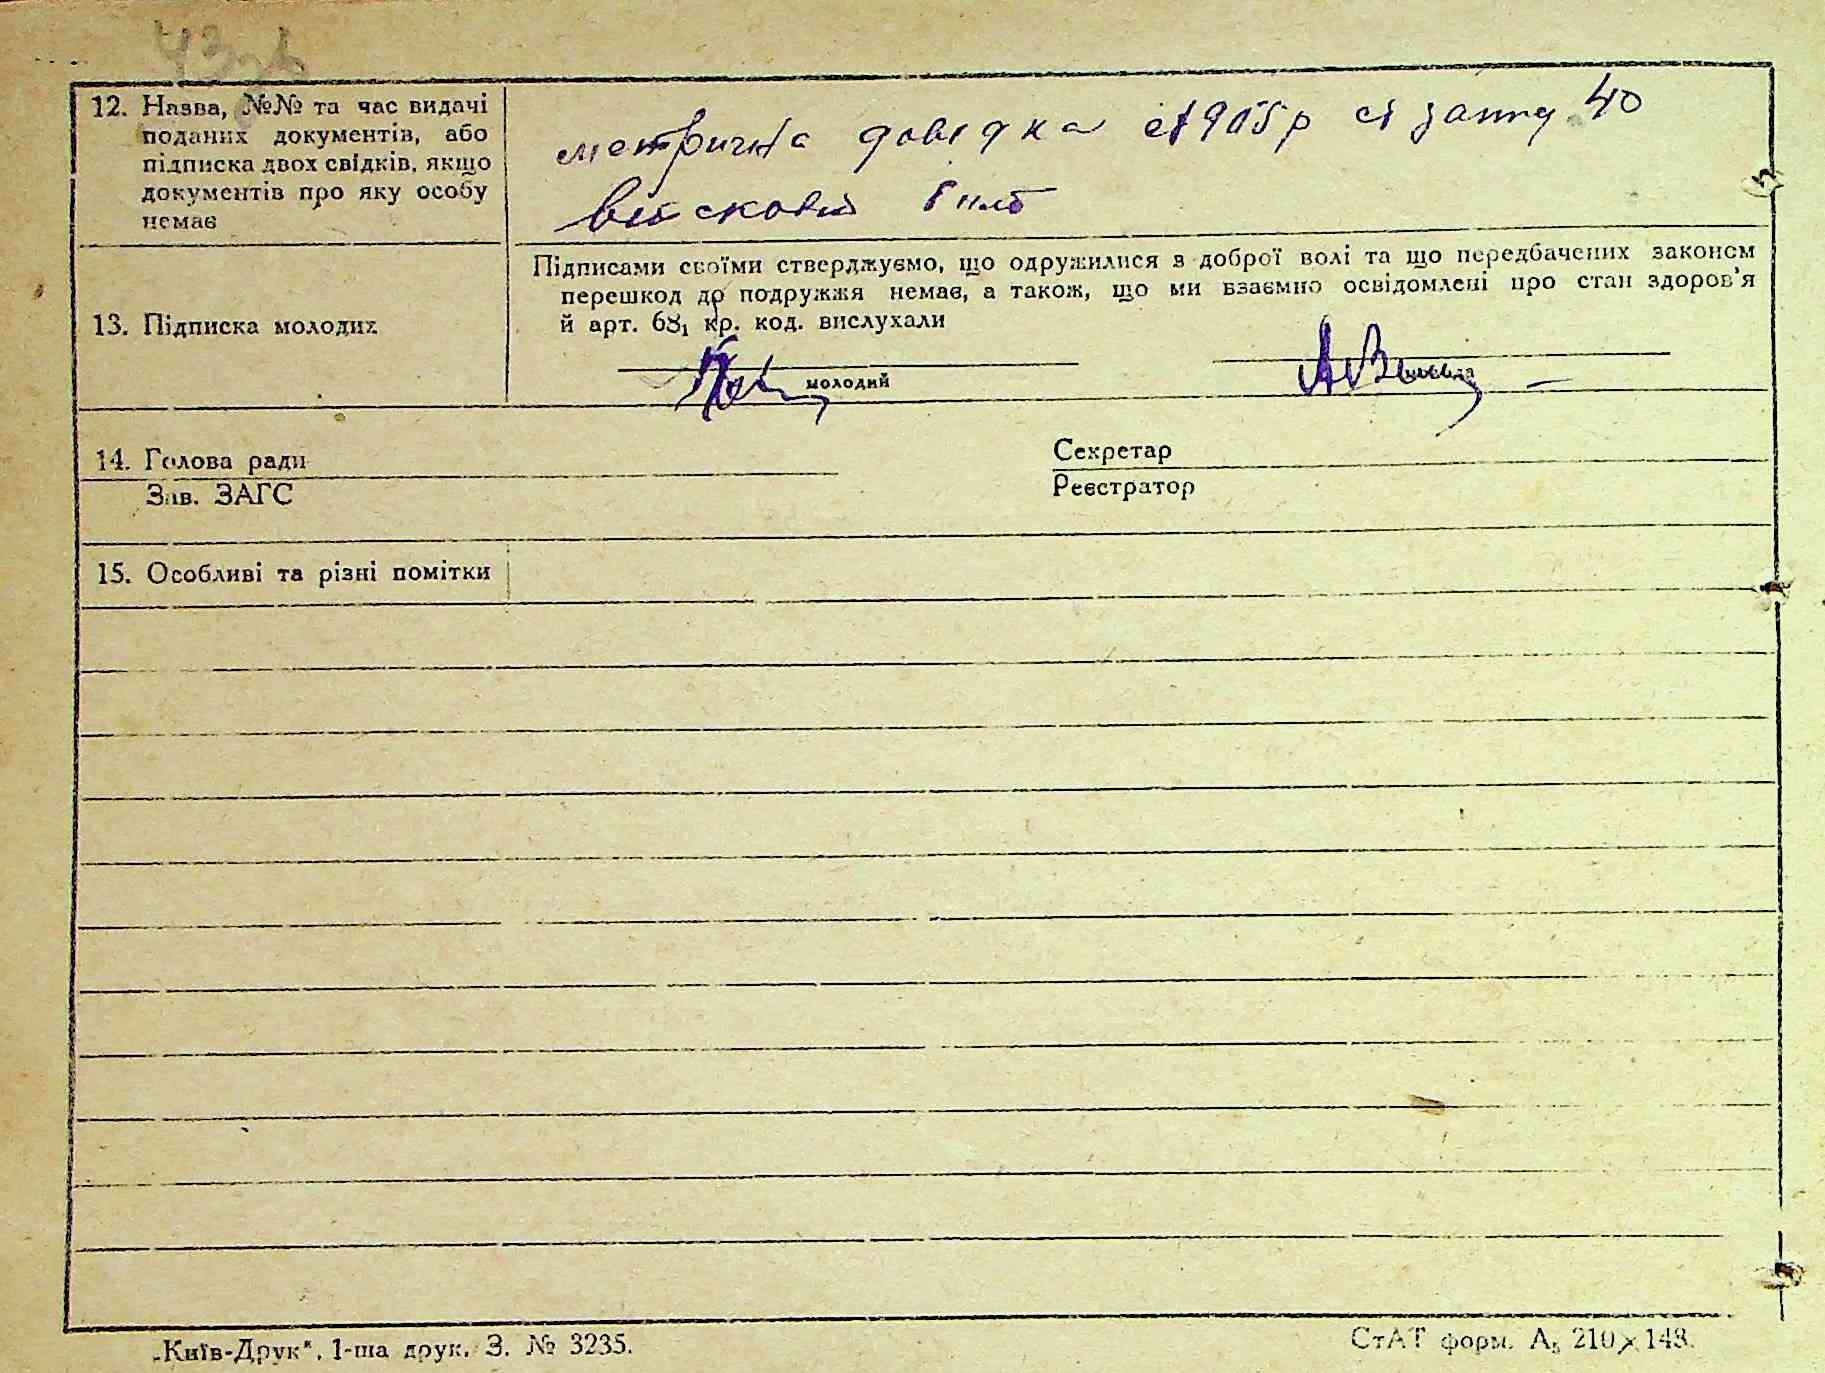 12. Назва, №№ та час видачі
поданих документів, або
підписка двох свідків, якщо
документів про яку особу
немає
метрична довідка 1905 р запису 40
військовий білет
Підписами своїми стверджуємо, що одружилися з доброї волі та що передбачених законом
перешкод до подружжя немає, а також, що ми взаємно освідомлені про стан здоров'я
й арт. 68₁ кр. код. вислухали
13. Підписка молодих
молодий
14. Голова ради
Секретар
Зав. ЗАГС
Реєстратор
15. Особливі та різні помітки
„Київ-Друк", 1-ша друк. З. № 3235.
СтАТ форм. А₅ 210×148.